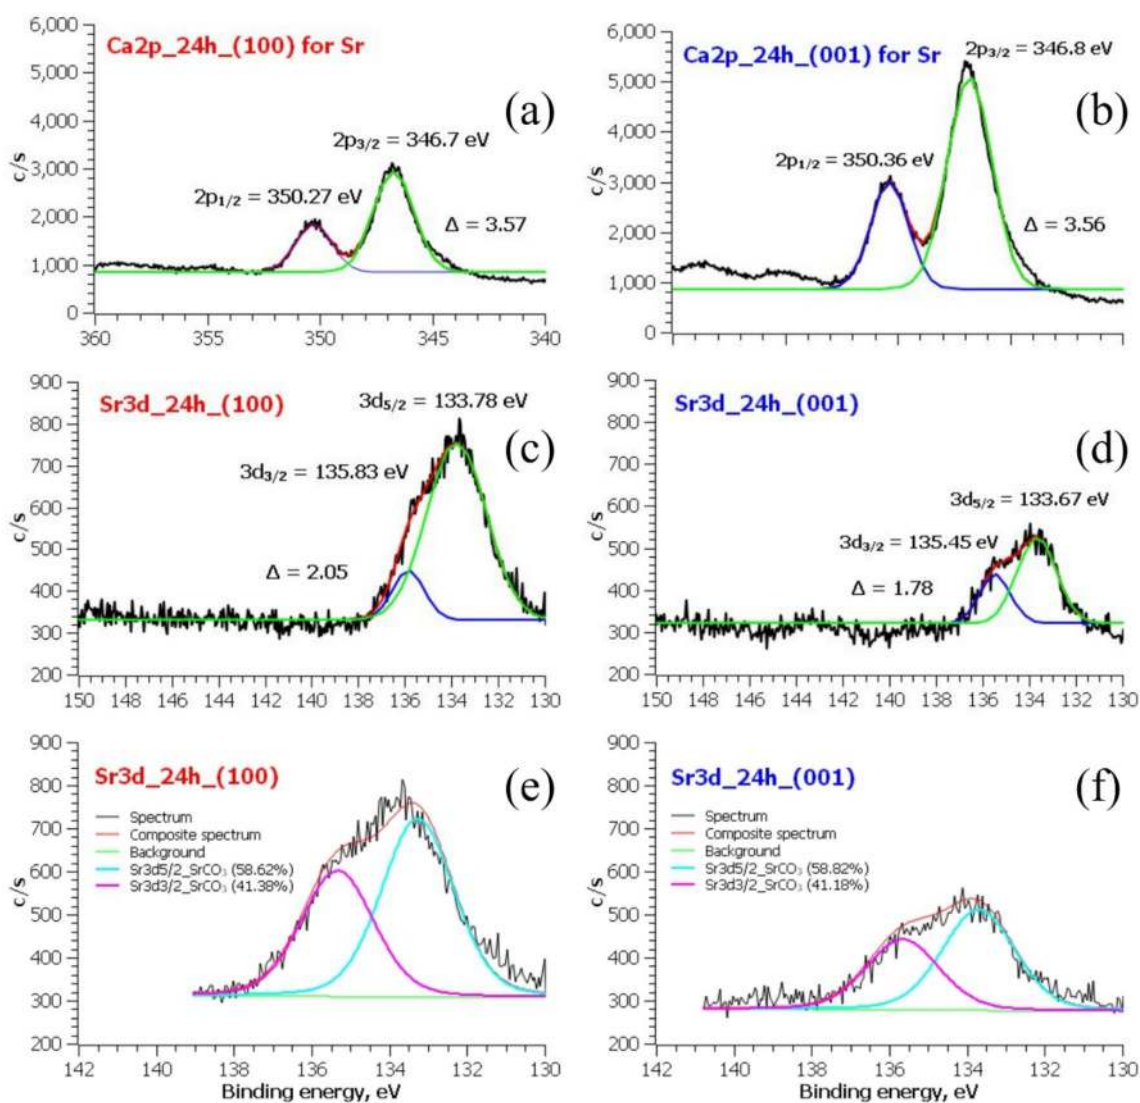 Ca2p_24h_(100) for Sr
(a)
2p3/2 = 346.7 eV
2p1/2 = 350.27 eV
Δ = 3.57
c/s
6,000
5,000
4,000
3,000
2,000
1,000
0
360 355 350 345 340
Ca2p_24h_(001) for Sr
(b)
2p3/2 = 346.8 eV
2p1/2 = 350.36 eV
Δ = 3.56
c/s
6,000
5,000
4,000
3,000
2,000
1,000
0
Sr3d_24h_(100)
(c)
3d5/2 = 133.78 eV
3d3/2 = 135.83 eV
Δ = 2.05
c/s
900
800
700
600
500
400
300
200
150 148 146 144 142 140 138 136 134 132 130
Sr3d_24h_(001)
(d)
3d5/2 = 133.67 eV
3d3/2 = 135.45 eV
Δ = 1.78
c/s
900
800
700
600
500
400
300
200
150 148 146 144 142 140 138 136 134 132 130
Sr3d_24h_(100)
(e)
Spectrum
Composite spectrum
Background
Sr3d5/2_SrCO3 (58.62%)
Sr3d3/2_SrCO3 (41.38%)
c/s
900
800
700
600
500
400
300
200
142 140 138 136 134 132 130
Binding energy, eV
Sr3d_24h_(001)
(f)
Spectrum
Composite spectrum
Background
Sr3d5/2_SrCO3 (58.82%)
Sr3d3/2_SrCO3 (41.18%)
c/s
900
800
700
600
500
400
300
200
142 140 138 136 134 132 130
Binding energy, eV